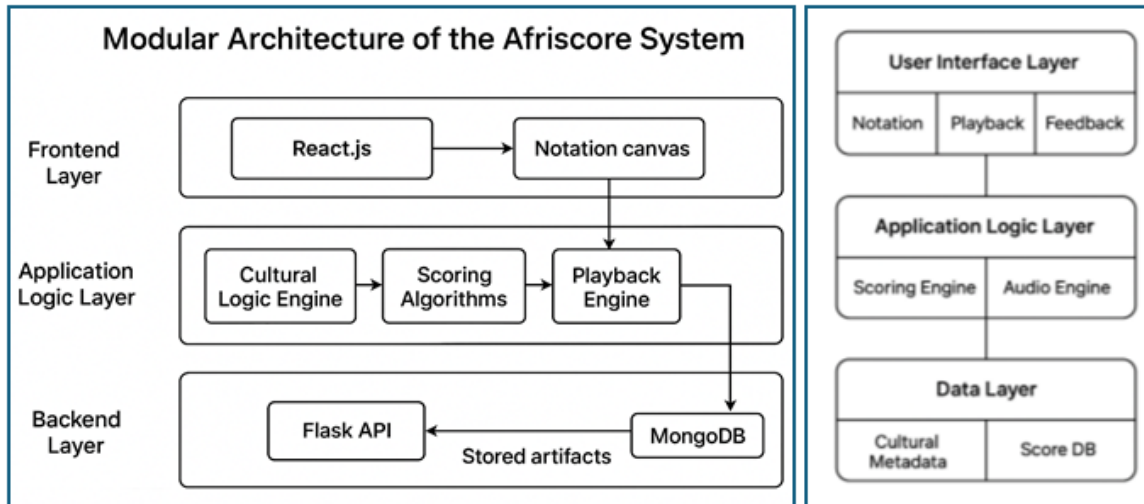 Modular Architecture of the Afriscore System
Frontend
Layer
React.js
Notation canvas
Application
Logic Layer
Cultural
Logic Engine
Scoring
Algorithms
Playback
Engine
Backend
Layer
Flask API
MongoDB
Stored artifacts
User Interface Layer
Notation
Playback
Feedback
Application Logic Layer
Scoring Engine
Audio Engine
Data Layer
Cultural
Metadata
Score DB